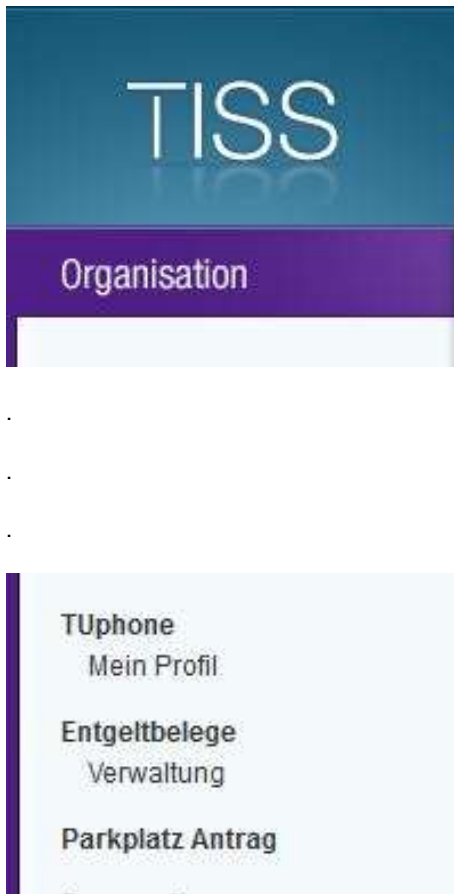 TISS
Organisation
.
.
.
TUphone
Mein Profil
Entgeltbelege
Verwaltung
Parkplatz Antrag